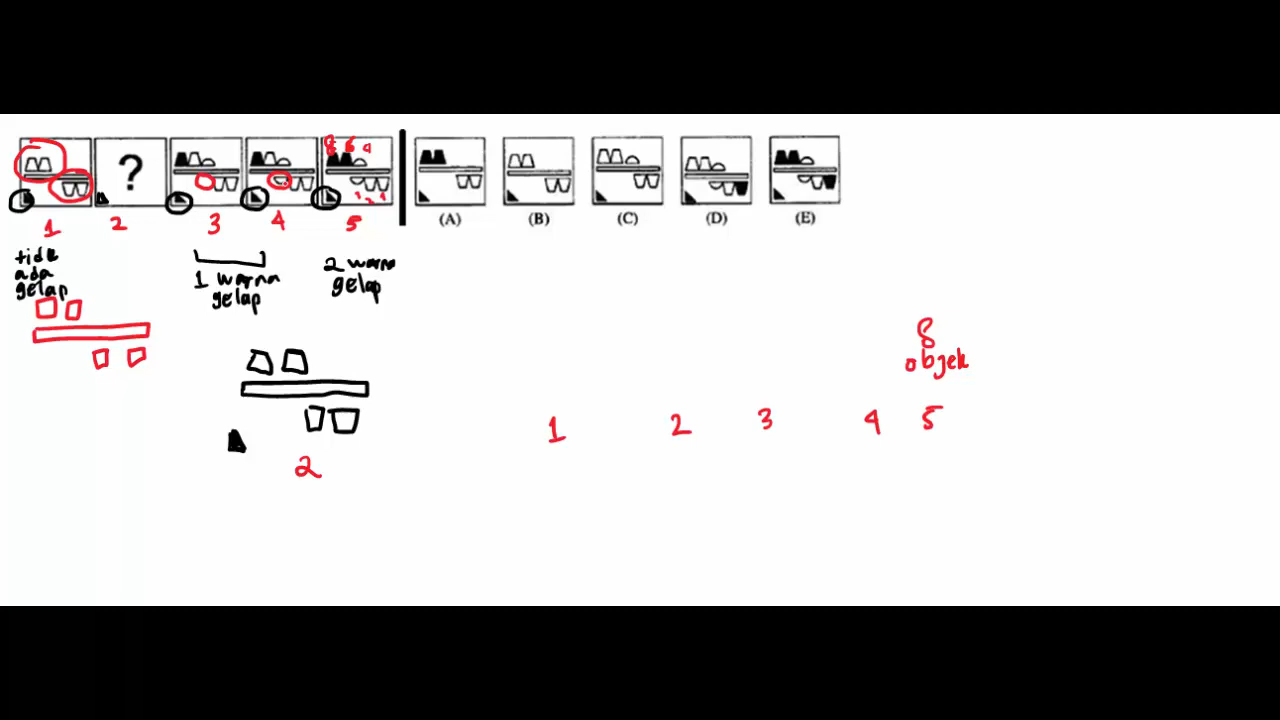 ?
1
2
3
4
5
(A)
(B)
(C)
(D)
(E)
ada
gelap
1 warna
gelap
2 warna
gelap
8
objek
1 2 3 4 5
2